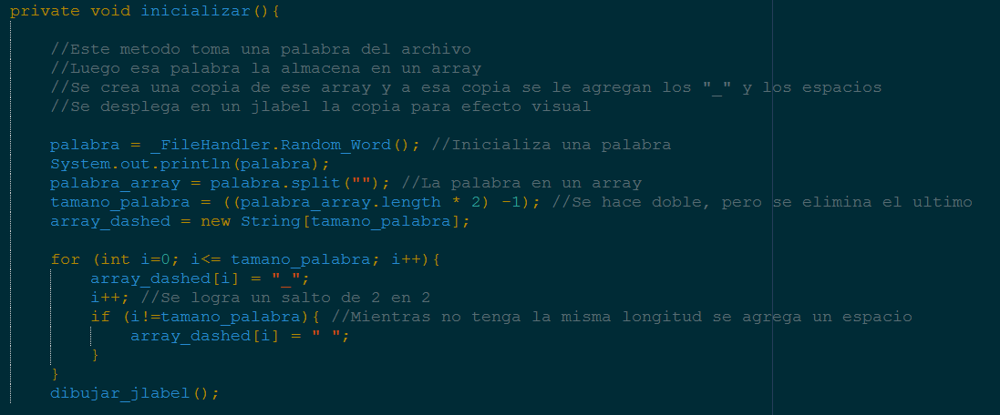 private void inicializar(){
//Este metodo toma una palabra del archivo
//Luego esa palabra la almacena en un array
//Se crea una copia de ese array y a esa copia se le agregan los "_" y los espacios
//Se desplega en un jlabel la copia para efecto visual
palabra = _FileHandler.Random_Word(); //Inicializa una palabra
System.out.println(palabra);
palabra_array = palabra.split(""); //La palabra en un array
tamano_palabra = ((palabra_array.length * 2) -1); //Se hace doble, pero se elimina el ultimo
array_dashed = new String[tamano_palabra];
for (int i=0; i<= tamano_palabra; i++){
array_dashed[i] = "_";
i++; //Se logra un salto de 2 en 2
if (i!=tamano_palabra){ //Mientras no tenga la misma longitud se agrega un espacio
array_dashed[i] = " ";
}
}
dibujar_jlabel();